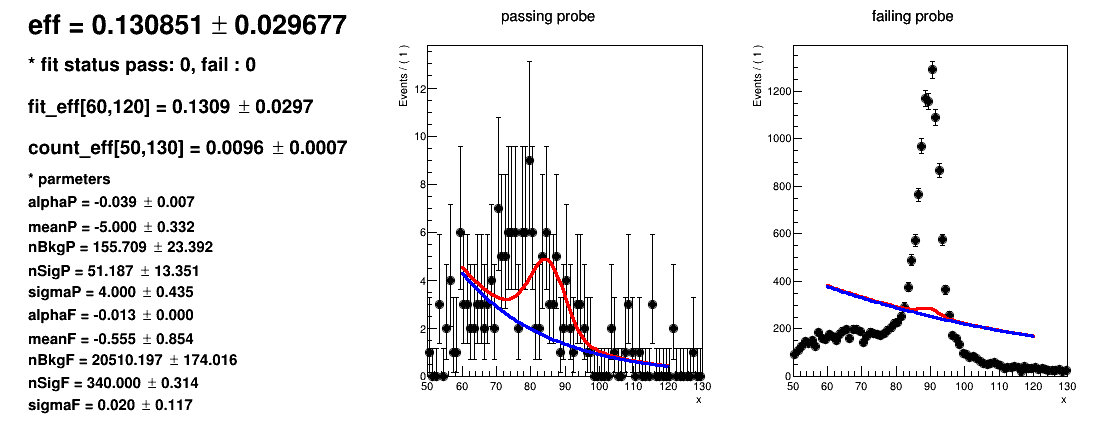 eff = 0.130851 ± 0.029677
* fit status pass: 0, fail : 0
fit_eff[60,120] = 0.1309 ± 0.0297
count_eff[50,130] = 0.0096 ± 0.0007
* parmeters
alphaP = -0.039 ± 0.007
meanP = -5.000 ± 0.332
nBkgP = 155.709 ± 23.392
nSigP = 51.187 ± 13.351
sigmaP = 4.000 ± 0.435
alphaF = -0.013 ± 0.000
meanF = -0.555 ± 0.854
nBkgF = 20510.197 ± 174.016
nSigF = 340.000 ± 0.314
sigmaF = 0.020 ± 0.117
passing probe
Events / ( 1 )
12
10
8
6
4
2
0
50 60 70 80 90 100 110 120 130
x
failing probe
Events / ( 1 )
1200
1000
800
600
400
200
0
50 60 70 80 90 100 110 120 130
x